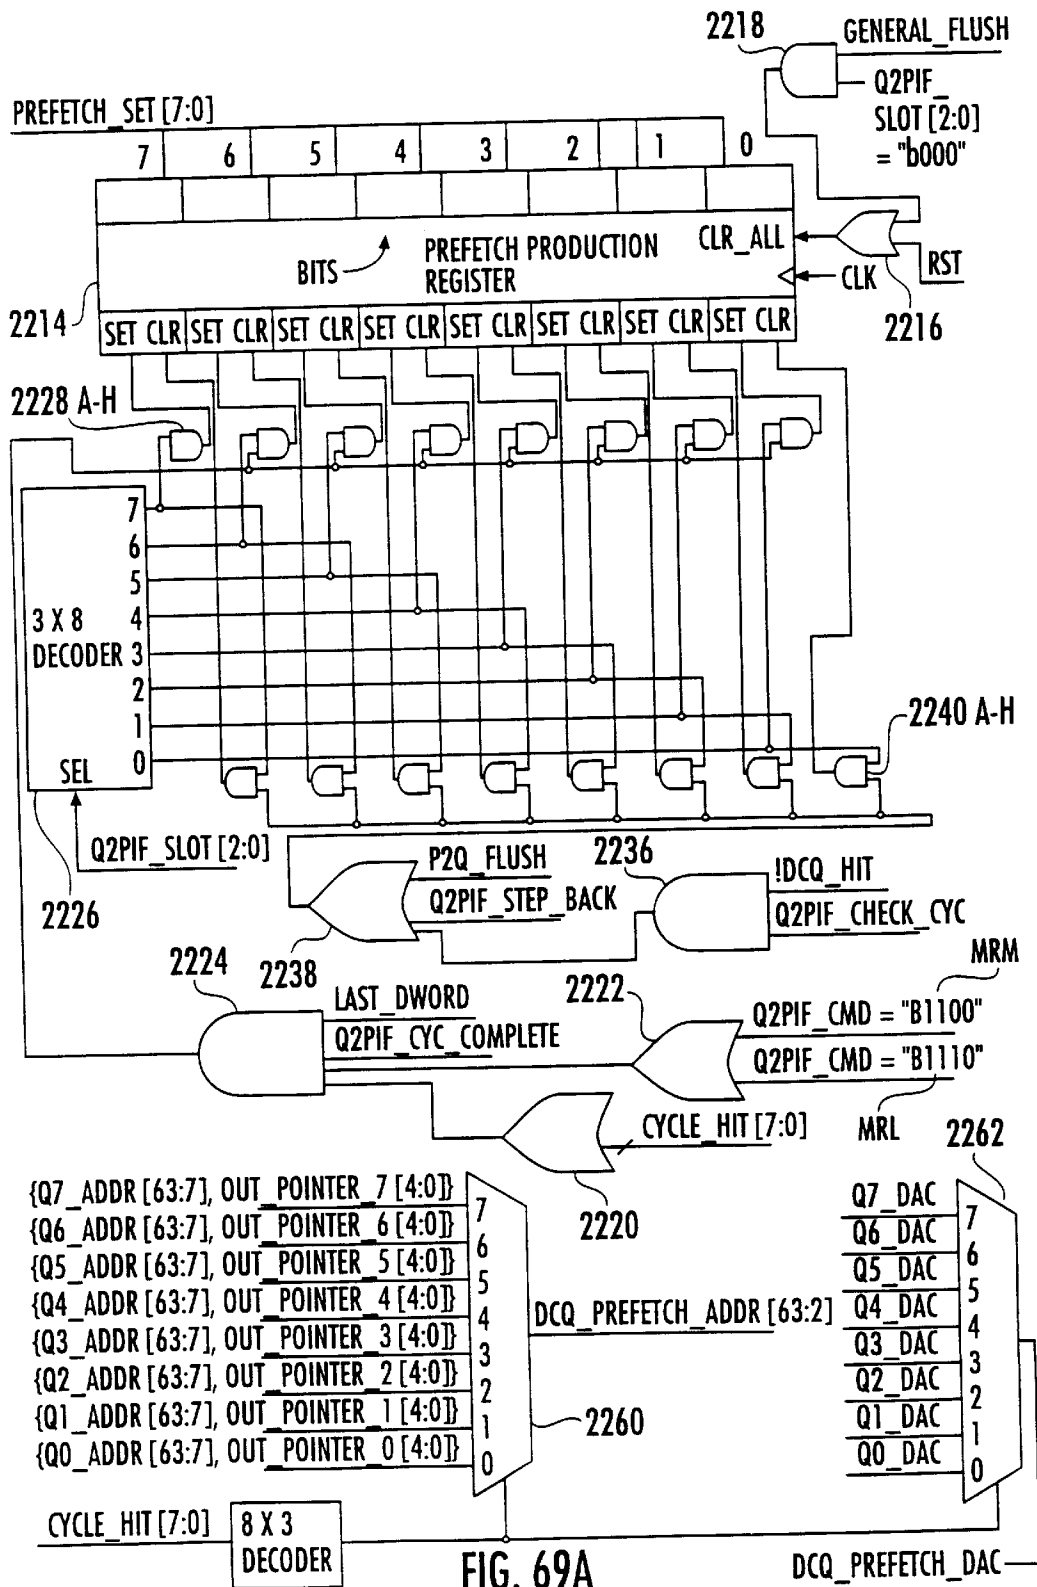 2218
GENERAL_FLUSH
Q2PIF_
SLOT [2:0]
= "b000"
PREFETCH_SET [7:0]
7 6 5 4 3 2 1 0
BITS
PREFETCH PRODUCTION
REGISTER
CLR_ALL
CLK
RST
2214
2216
SET CLR SET CLR SET CLR SET CLR SET CLR SET CLR SET CLR SET CLR
2228 A-H
3 X 8
DECODER
7
6
5
4
3
2
1
0
SEL
2240 A-H
Q2PIF_SLOT [2:0]
2226
P2Q_FLUSH
Q2PIF_STEP_BACK
2238
2236
!DCQ_HIT
Q2PIF_CHECK_CYC
2224
LAST_DWORD
Q2PIF_CYC_COMPLETE
2222
MRM
Q2PIF_CMD = "B1100"
Q2PIF_CMD = "B1110"
MRL
CYCLE_HIT [7:0]
2220
{Q7_ADDR [63:7], OUT_POINTER_7 [4:0]}
{Q6_ADDR [63:7], OUT_POINTER_6 [4:0]}
{Q5_ADDR [63:7], OUT_POINTER_5 [4:0]}
{Q4_ADDR [63:7], OUT_POINTER_4 [4:0]}
{Q3_ADDR [63:7], OUT_POINTER_3 [4:0]}
{Q2_ADDR [63:7], OUT_POINTER_2 [4:0]}
{Q1_ADDR [63:7], OUT_POINTER_1 [4:0]}
{Q0_ADDR [63:7], OUT_POINTER_0 [4:0]}
7
6
5
4
3
2
1
0
DCQ_PREFETCH_ADDR [63:2]
2260
2262
Q7_DAC
Q6_DAC
Q5_DAC
Q4_DAC
Q3_DAC
Q2_DAC
Q1_DAC
Q0_DAC
7
6
5
4
3
2
1
0
CYCLE_HIT [7:0]
8 X 3
DECODER
DCQ_PREFETCH_DAC
FIG. 69A